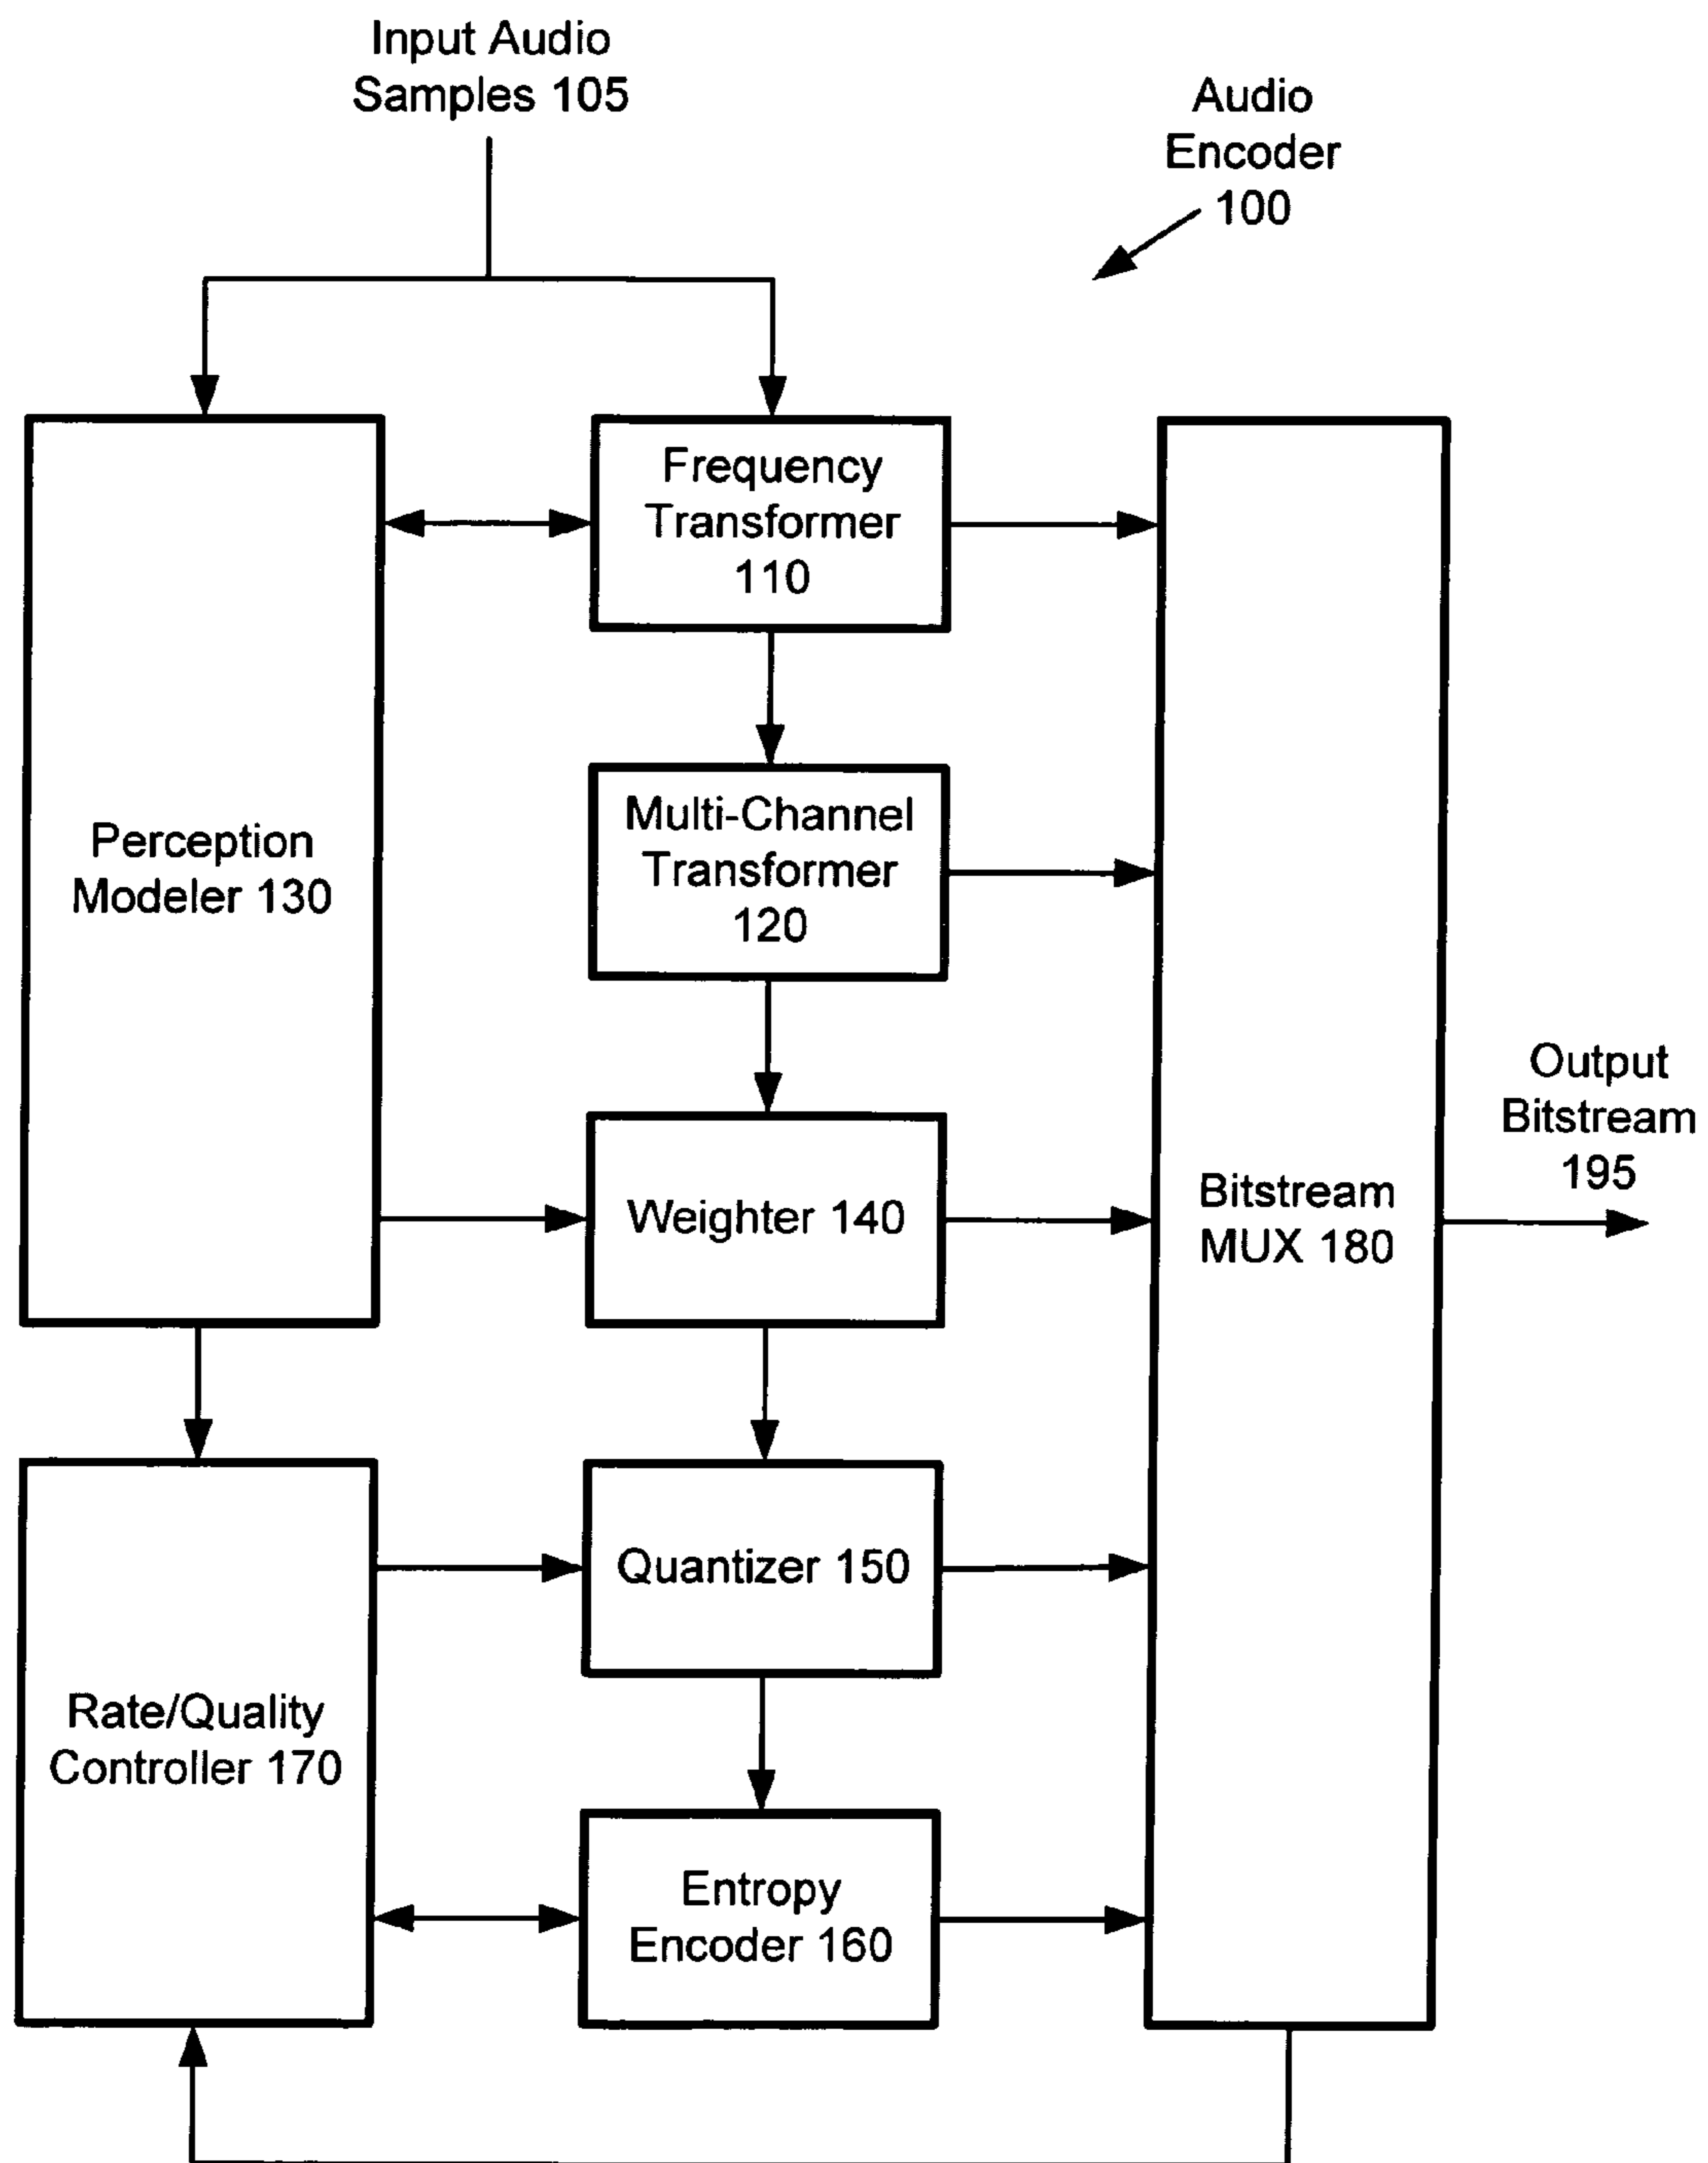 Input Audio
Samples 105
Audio
Encoder
100
Frequency
Transformer
110
Multi-Channel
Transformer
120
Perception
Modeler 130
Weighter 140
Bitstream
MUX 180
Output
Bitstream
195
Quantizer 150
Rate/Quality
Controller 170
Entropy
Encoder 160